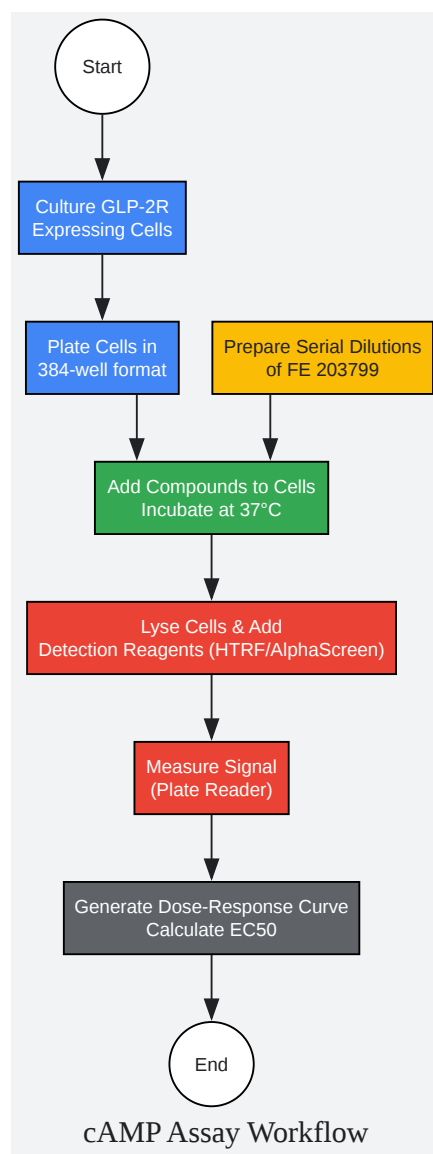 Start
Culture GLP-2R
Expressing Cells
Plate Cells in
384-well format
Prepare Serial Dilutions
of FE 203799
Add Compounds to Cells
Incubate at 37°C
Lyse Cells & Add
Detection Reagents (HTRF/AlphaScreen)
Measure Signal
(Plate Reader)
Generate Dose-Response Curve
Calculate EC50
End
cAMP Assay Workflow